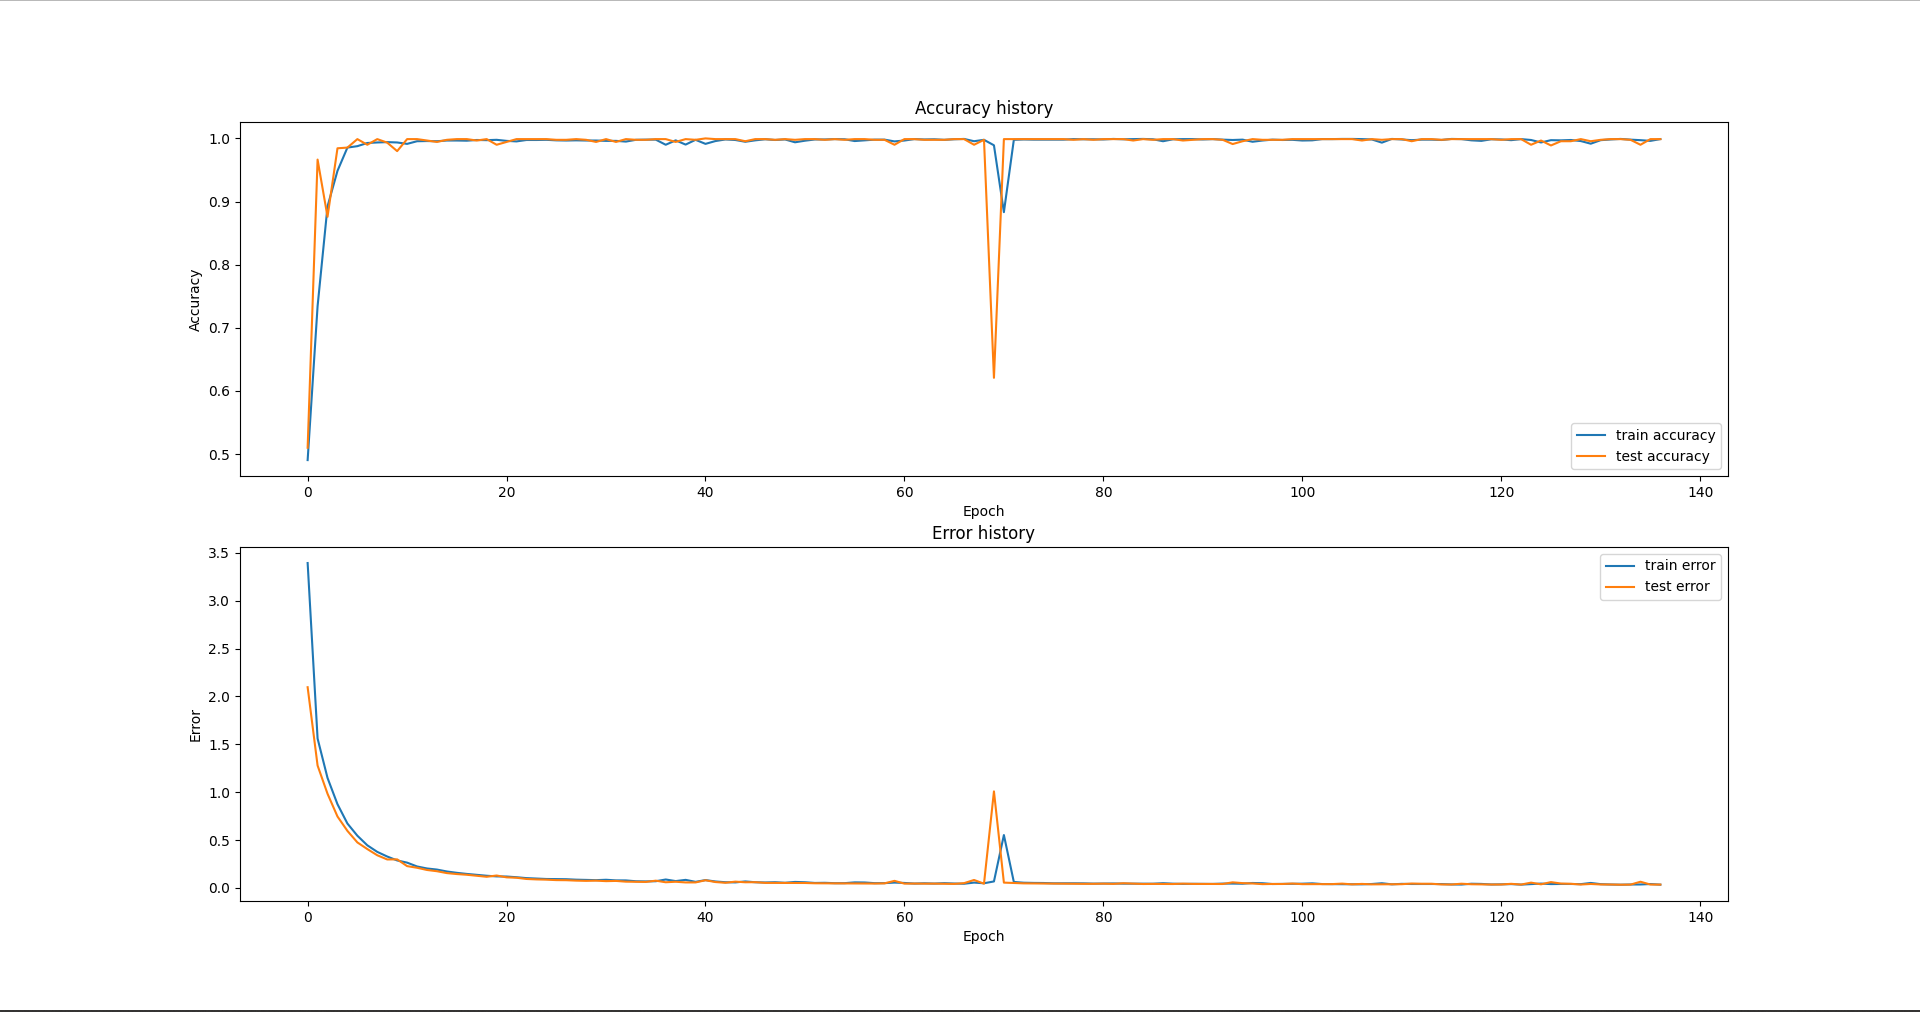 Accuracy history
1.0
0.9
0.8
0.7
0.6
0.5
Accuracy
train accuracy
test accuracy
0 20 40 60 80 100 120 140
Epoch
Error history
3.5
3.0
2.5
2.0
1.5
1.0
0.5
0.0
Error
train error
test error
0 20 40 60 80 100 120 140
Epoch